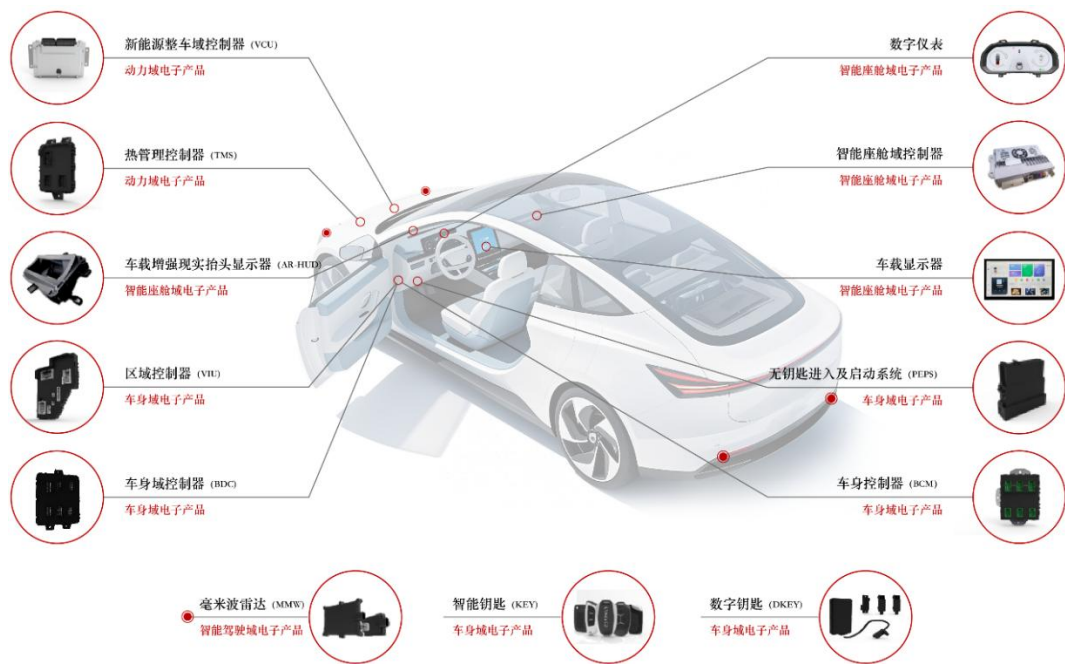 新能源整车域控制器 (VCU)
动力域电子产品
数字仪表
智能座舱域电子产品
热管理控制器 (TMS)
动力域电子产品
智能座舱域控制器
智能座舱域电子产品
车载增强现实抬头显示器 (AR-HUD)
智能座舱域电子产品
车载显示器
智能座舱域电子产品
区域控制器 (VIU)
车身域电子产品
无钥匙进入及启动系统 (PEPS)
车身域电子产品
车身域控制器 (BDC)
车身域电子产品
车身控制器 (BCM)
车身域电子产品
毫米波雷达 (MMW)
智能驾驶域电子产品
智能钥匙 (KEY)
车身域电子产品
数字钥匙 (DKEY)
车身域电子产品